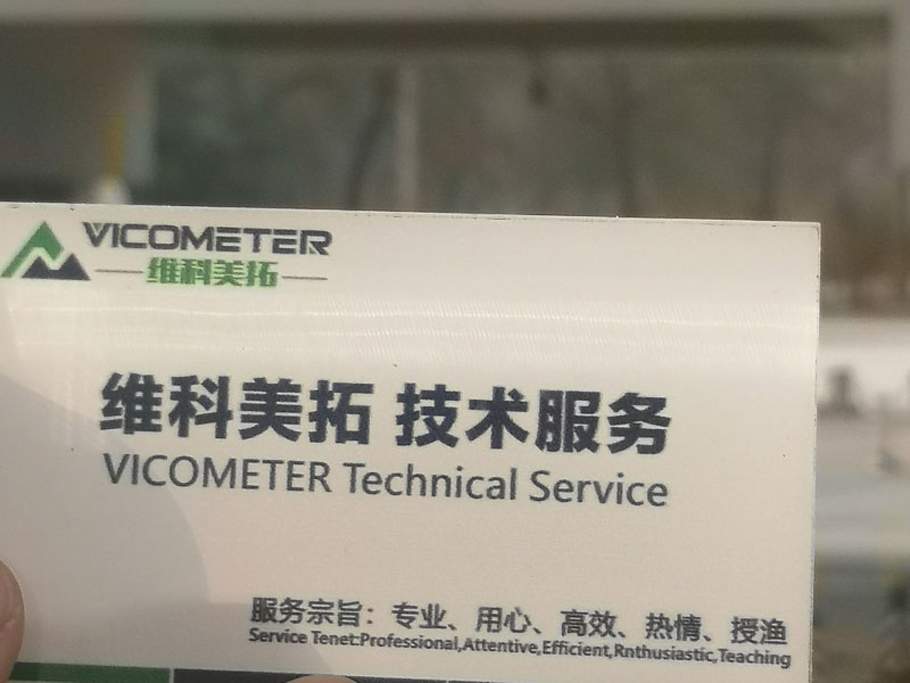 VICOMETER
维科美拓
维科美拓 技术服务
VICOMETER Technical Service
服务宗旨：专业、用心、高效、热情、授渔
Service Tenet:Professional,Attentive,Efficient,Rnthusiastic,Teaching